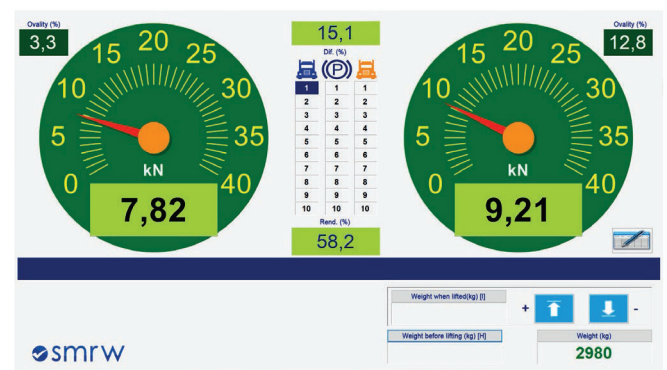 Ovality (%)
3,3
0
5
10
15
20
25
30
35
40
kN
7,82
15,1
Dif. (%)
(P)
1 1 1
2 2 2
3 3 3
4 4 4
5 5 5
6 6 6
7 7 7
8 8 8
9 9 9
10 10 10
Rend. (%)
58,2
Ovality (%)
12,8
0
5
10
15
20
25
30
35
40
kN
9,21
Weight when lifted(kg) [I]
+ -
Weight before lifting (kg) [H]
Weight (kg)
2980
smrw